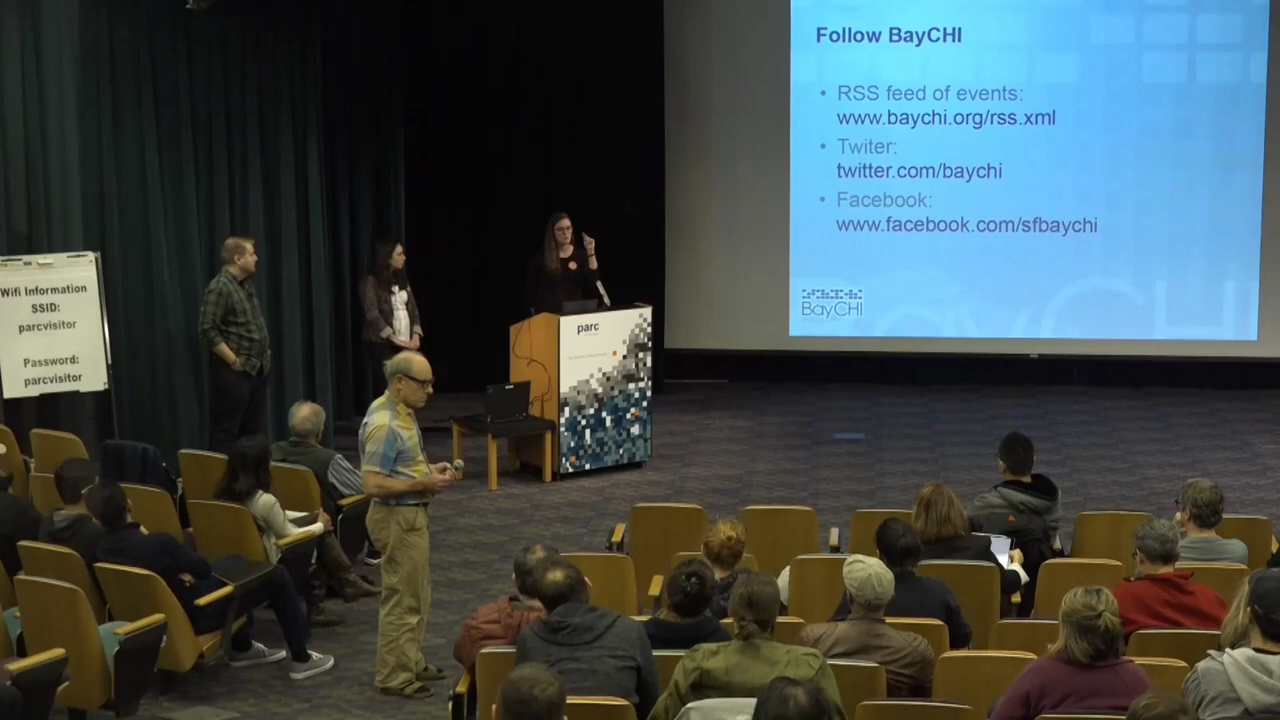 Follow BayCHI
• RSS feed of events:
www.baychi.org/rss.xml
• Twiter:
twitter.com/baychi
• Facebook:
www.facebook.com/sfbaychi
BayCHI
Wifi Information
SSID:
parcvisitor
Password:
parcvisitor
parc